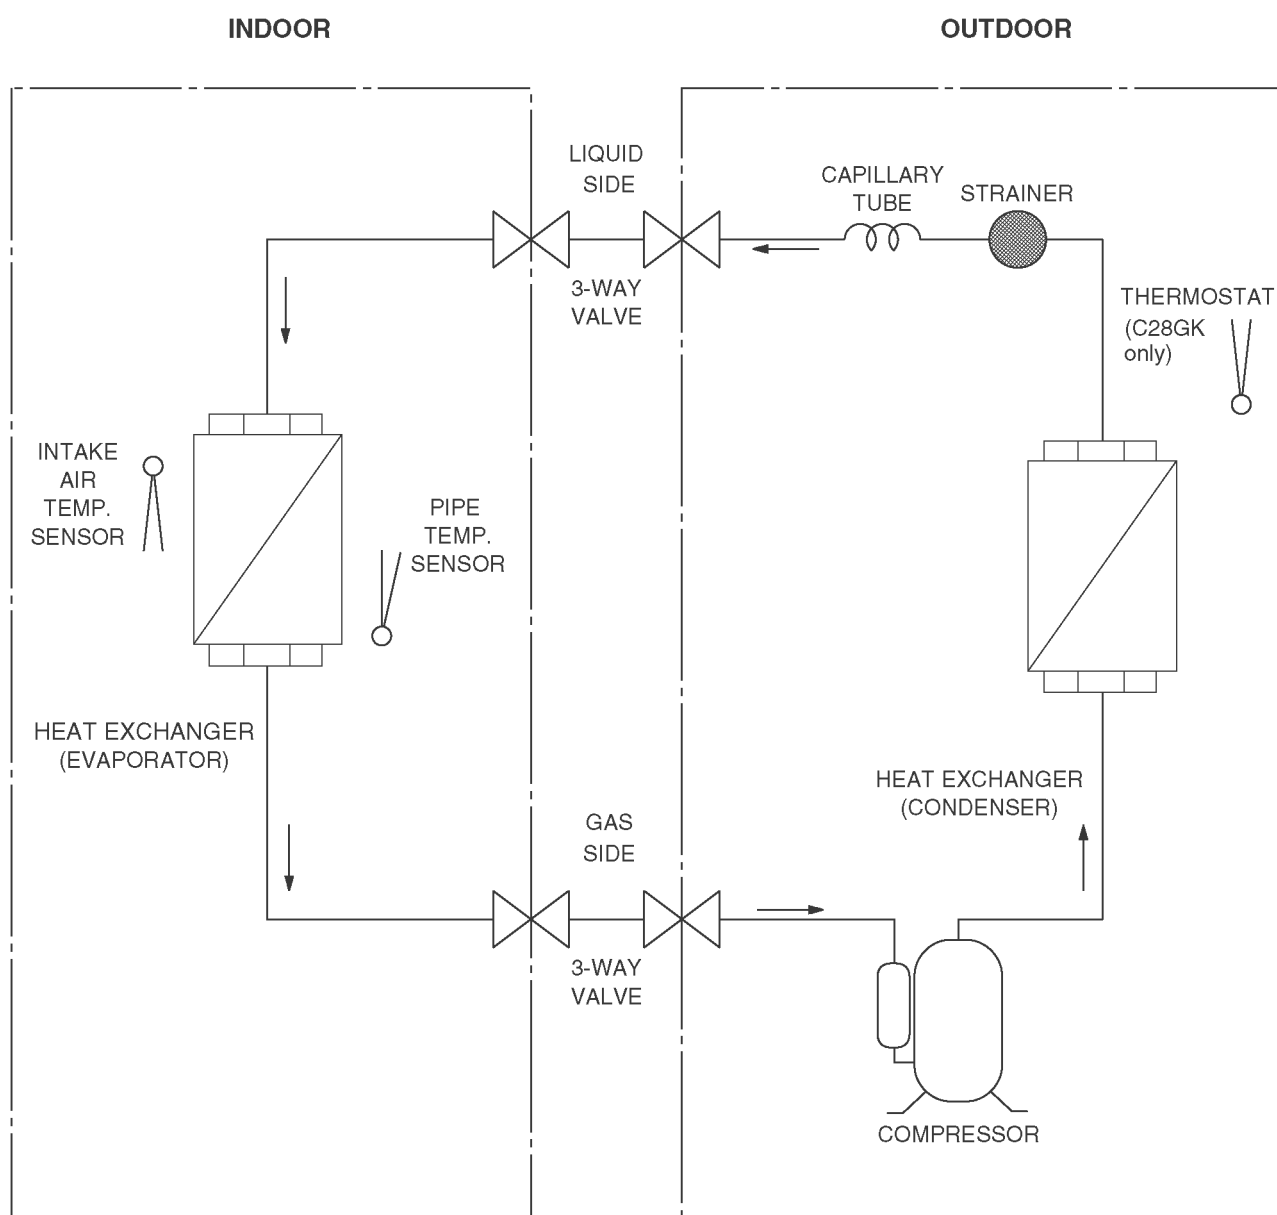 INDOOR
OUTDOOR
LIQUID
SIDE
CAPILLARY
TUBE
STRAINER
3-WAY
VALVE
THERMOSTAT
(C28GK
only)
INTAKE
AIR
TEMP.
SENSOR
PIPE
TEMP.
SENSOR
HEAT EXCHANGER
(EVAPORATOR)
HEAT EXCHANGER
(CONDENSER)
GAS
SIDE
3-WAY
VALVE
COMPRESSOR